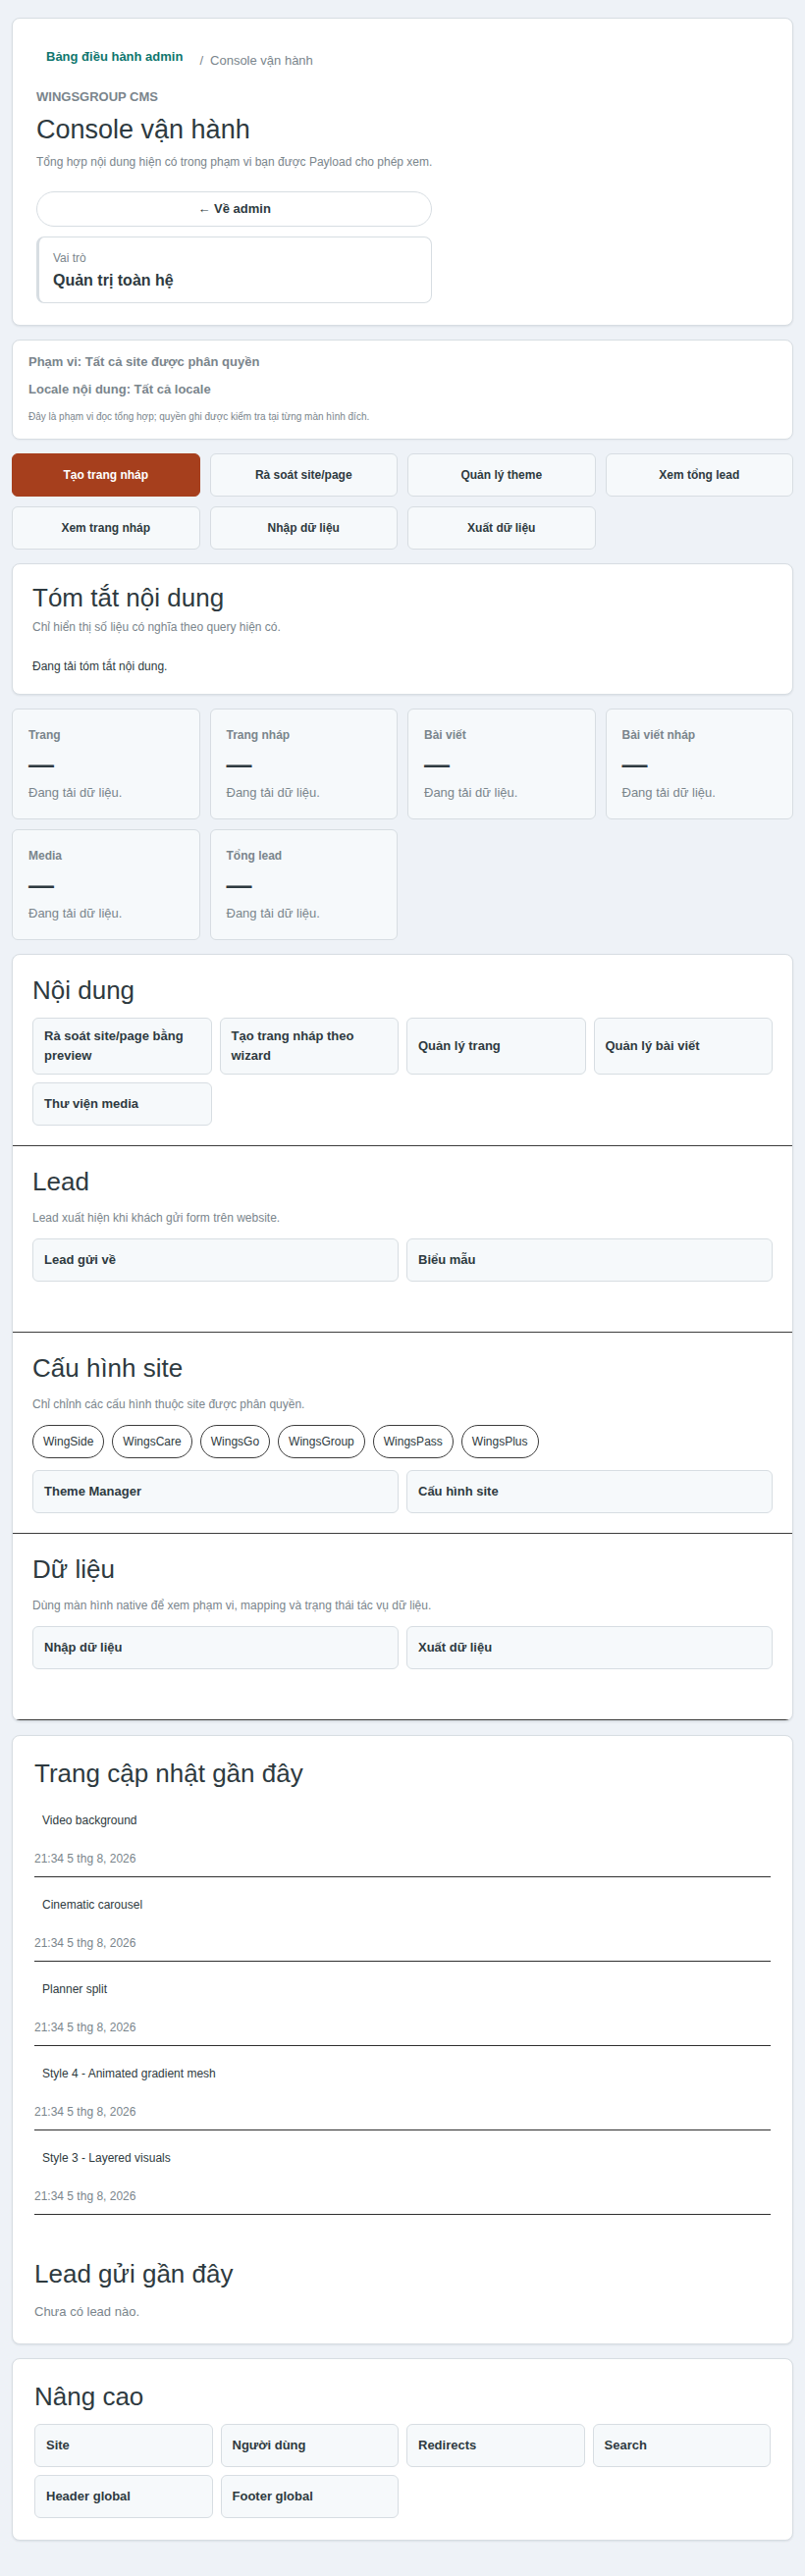 Bảng điều hành admin / Console vận hành
WINGSGROUP CMS
Console vận hành
Tổng hợp nội dung hiện có trong phạm vi bạn được Payload cho phép xem.
← Về admin
Vai trò
Quản trị toàn hệ
Phạm vi: Tất cả site được phân quyền
Locale nội dung: Tất cả locale
Đây là phạm vi đọc tổng hợp; quyền ghi được kiểm tra tại từng màn hình đích.
Tạo trang nháp
Rà soát site/page
Quản lý theme
Xem tổng lead
Xem trang nháp
Nhập dữ liệu
Xuất dữ liệu
Tóm tắt nội dung
Chỉ hiển thị số liệu có nghĩa theo query hiện có.
Đang tải tóm tắt nội dung.
Trang
—
Đang tải dữ liệu.
Trang nháp
—
Đang tải dữ liệu.
Bài viết
—
Đang tải dữ liệu.
Bài viết nháp
—
Đang tải dữ liệu.
Media
—
Đang tải dữ liệu.
Tổng lead
—
Đang tải dữ liệu.
Nội dung
Rà soát site/page bằng
preview
Tạo trang nháp theo
wizard
Quản lý trang
Quản lý bài viết
Thư viện media
Lead
Lead xuất hiện khi khách gửi form trên website.
Lead gửi về
Biểu mẫu
Cấu hình site
Chỉ chỉnh các cấu hình thuộc site được phân quyền.
WingSide
WingsCare
WingsGo
WingsGroup
WingsPass
WingsPlus
Theme Manager
Cấu hình site
Dữ liệu
Dùng màn hình native để xem phạm vi, mapping và trạng thái tác vụ dữ liệu.
Nhập dữ liệu
Xuất dữ liệu
Trang cập nhật gần đây
Video background
21:34 5 thg 8, 2026
Cinematic carousel
21:34 5 thg 8, 2026
Planner split
21:34 5 thg 8, 2026
Style 4 - Animated gradient mesh
21:34 5 thg 8, 2026
Style 3 - Layered visuals
21:34 5 thg 8, 2026
Lead gửi gần đây
Chưa có lead nào.
Nâng cao
Site
Người dùng
Redirects
Search
Header global
Footer global